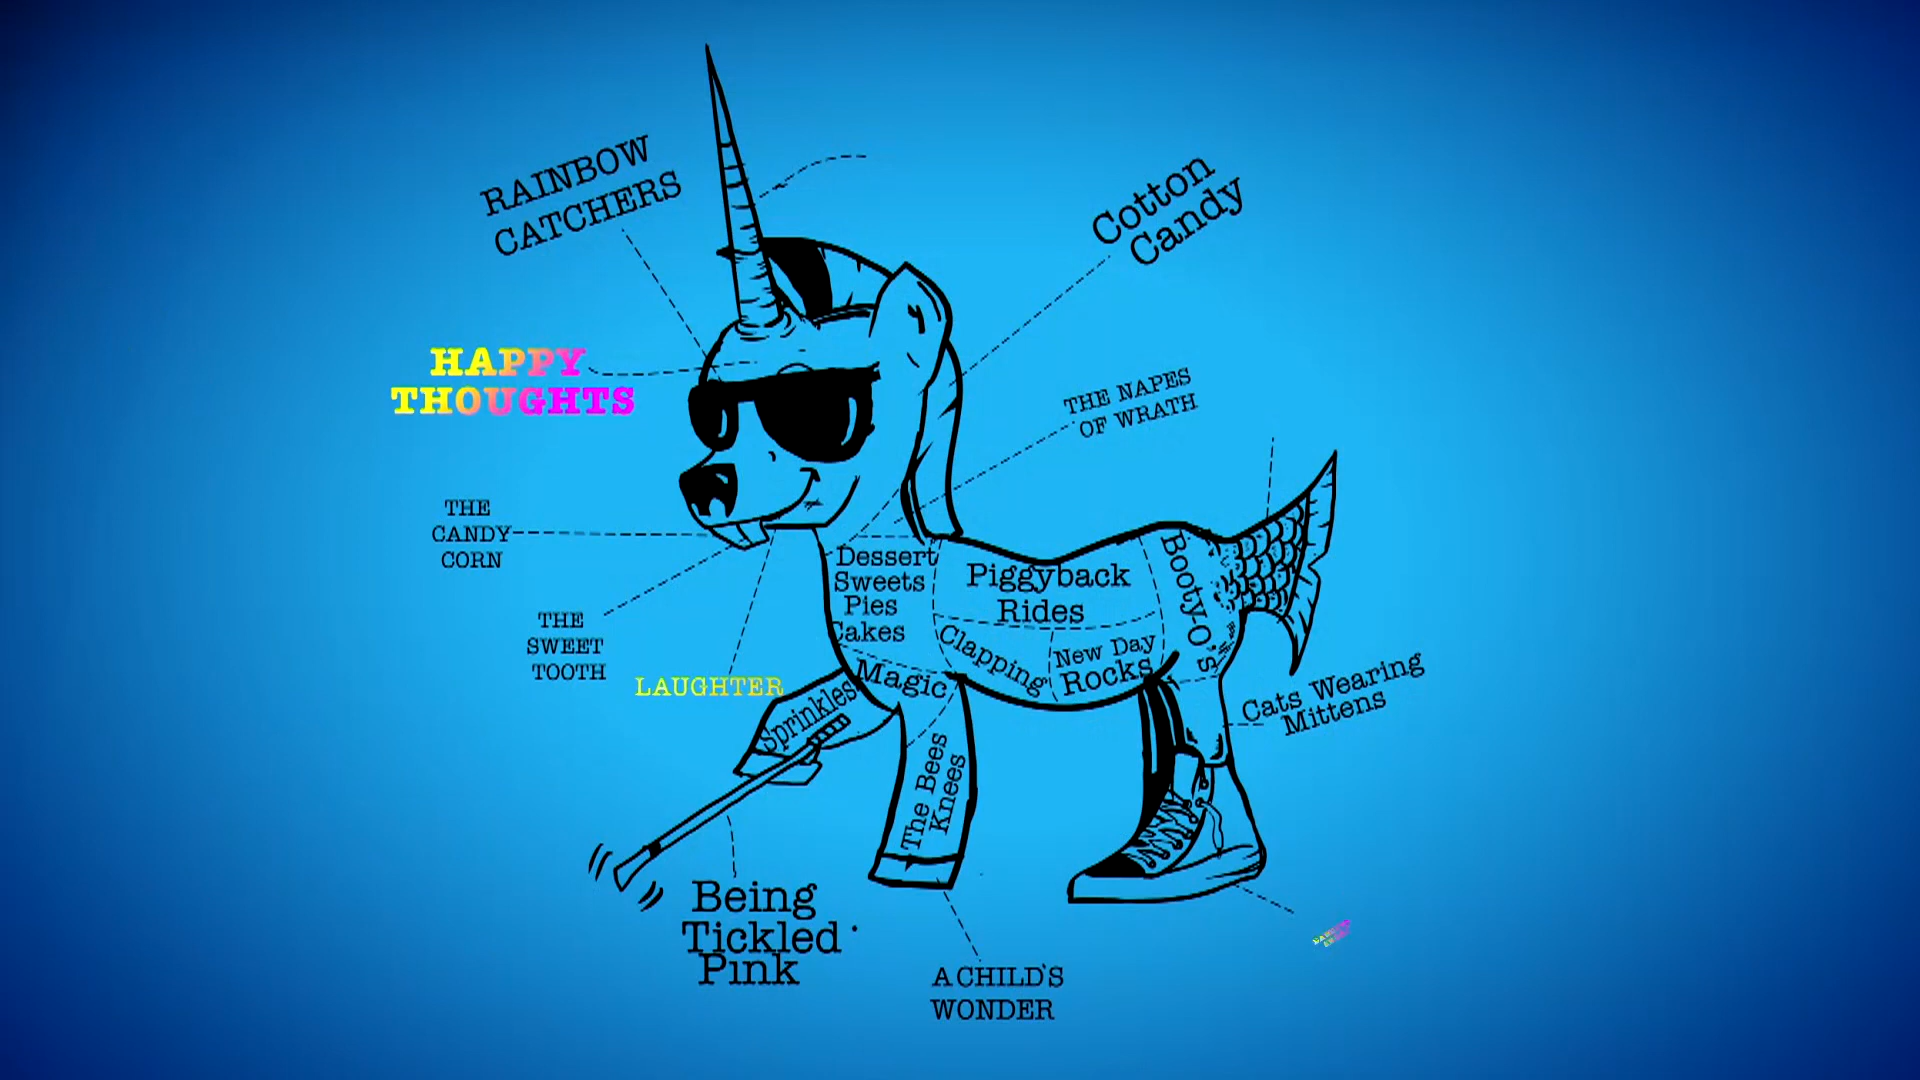 RAINBOW
CATCHERS
Cotton
Candy
HAPPY
THOUGHTS
THE NAPES
OF WRATH
THE
CANDY
CORN
Dessert
Sweets
Pies
Cakes
Piggyback
Rides
Booty-O's
THE
SWEET
TOOTH
Clapping
New Day
Rocks
LAUGHTER
Magic
Sprinkles
Cats Wearing
Mittens
The Bees
Knees
Being
Tickled
Pink
A CHILD'S
WONDER